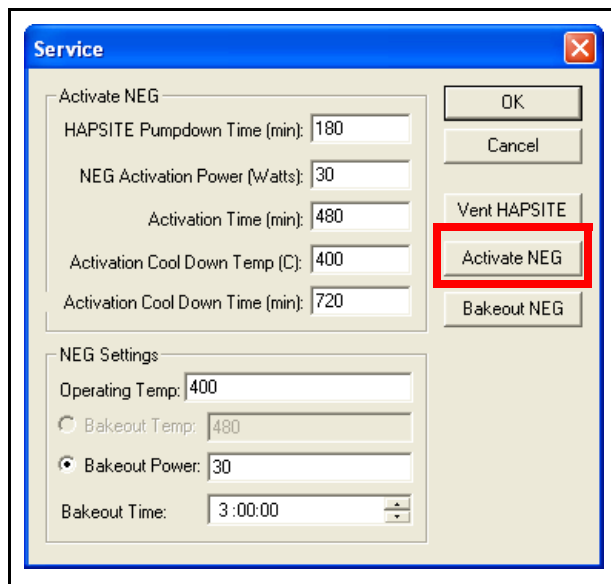 Service
Activate NEG
HAPSITE Pumpdown Time (min): 180
NEG Activation Power (Watts): 30
Activation Time (min): 480
Activation Cool Down Temp (C): 400
Activation Cool Down Time (min): 720
OK
Cancel
Vent HAPSITE
Activate NEG
Bakeout NEG
NEG Settings
Operating Temp: 400
Bakeout Temp: 480
Bakeout Power: 30
Bakeout Time: 3 :00:00